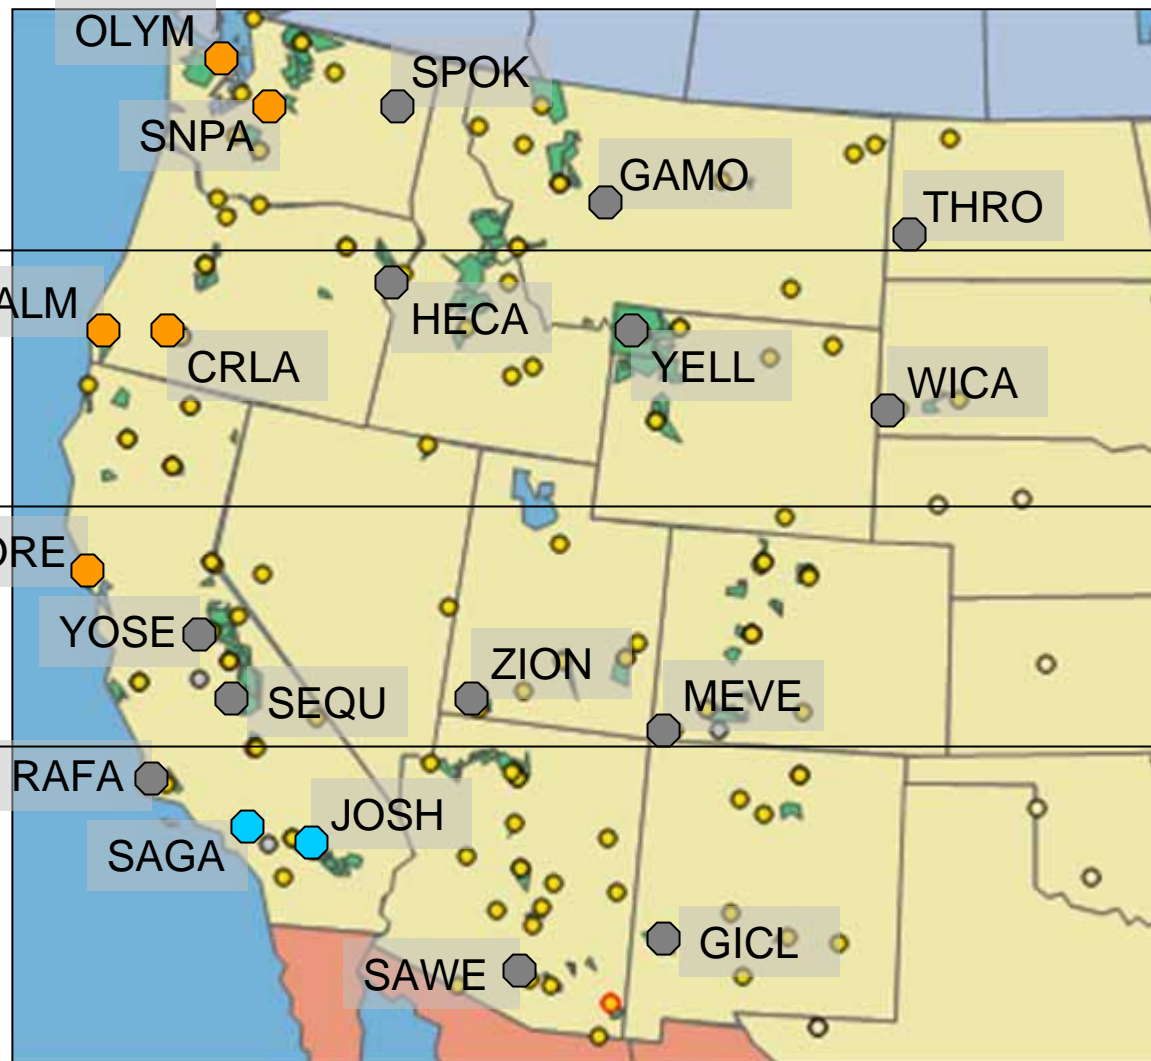 OLYM
SPOK
SNPA
GAMO
THRO
ALM
HECA
CRLA
YELL
WICA
ORE
YOSE
ZION
SEQU
MEVE
RAFA
JOSH
SAGA
GICL
SAWE